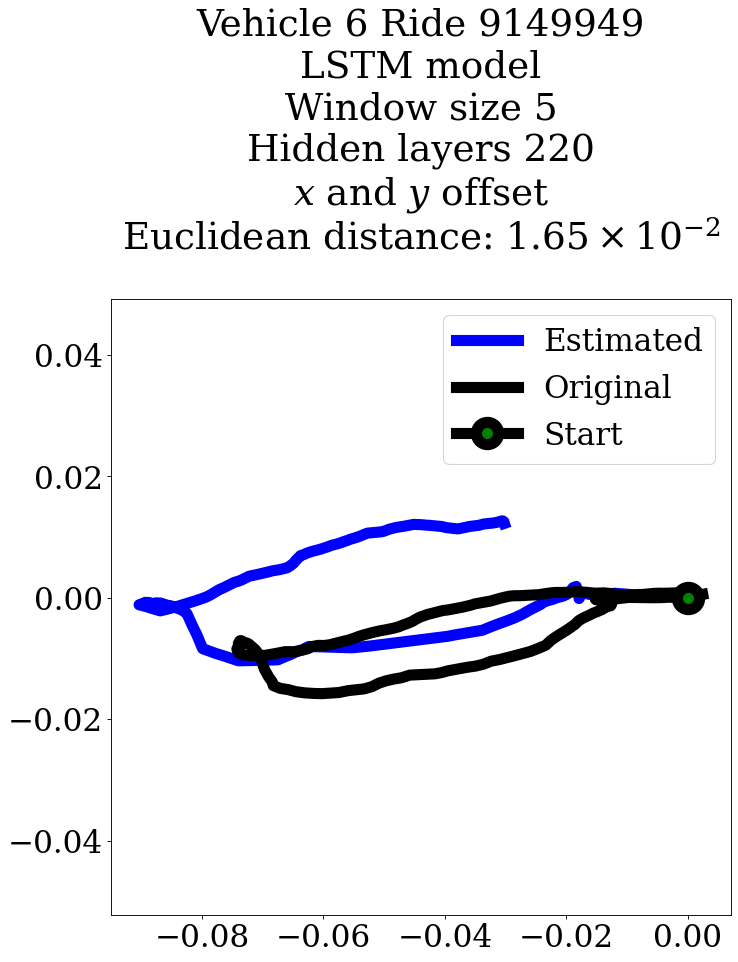 Vehicle 6 Ride 9149949
LSTM model
Window size 5
Hidden layers 220
x and y offset
Euclidean distance: 1.65 × 10⁻²
Estimated
Original
Start
0.04
0.02
0.00
−0.02
−0.04
−0.08 −0.06 −0.04 −0.02 0.00